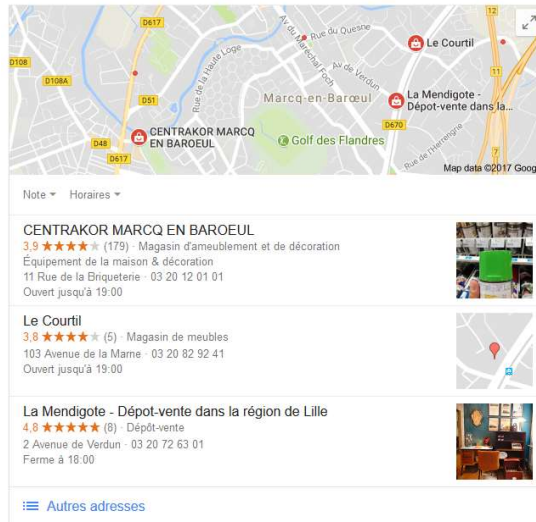 D617
12
Rue du Quesne
Le Courtil
Rue de la Haute Loge
Av du Maréchal Foch
D108
11
D108A
Av de Verdun
D51
Marcq-en-Barœul
La Mendigote -
Dépot-vente dans la...
D670
CENTRAKOR MARCQ
EN BAROEUL
D48
Golf des Flandres
D617
Rue de l'Herrengrie
7
Map data ©2017 Goog
Note
Horaires
CENTRAKOR MARCQ EN BAROEUL
3,9 ★★★★★ (179) · Magasin d'ameublement et de décoration
Équipement de la maison & décoration
11 Rue de la Briqueterie · 03 20 12 01 01
Ouvert jusqu'à 19:00
Le Courtil
3,8 ★★★★★ (5) · Magasin de meubles
103 Avenue de la Marne · 03 20 82 92 41
Ouvert jusqu'à 19:00
La Mendigote - Dépot-vente dans la région de Lille
4,8 ★★★★★ (8) · Dépôt-vente
2 Avenue de Verdun · 03 20 72 63 01
Ferme à 18:00
Autres adresses